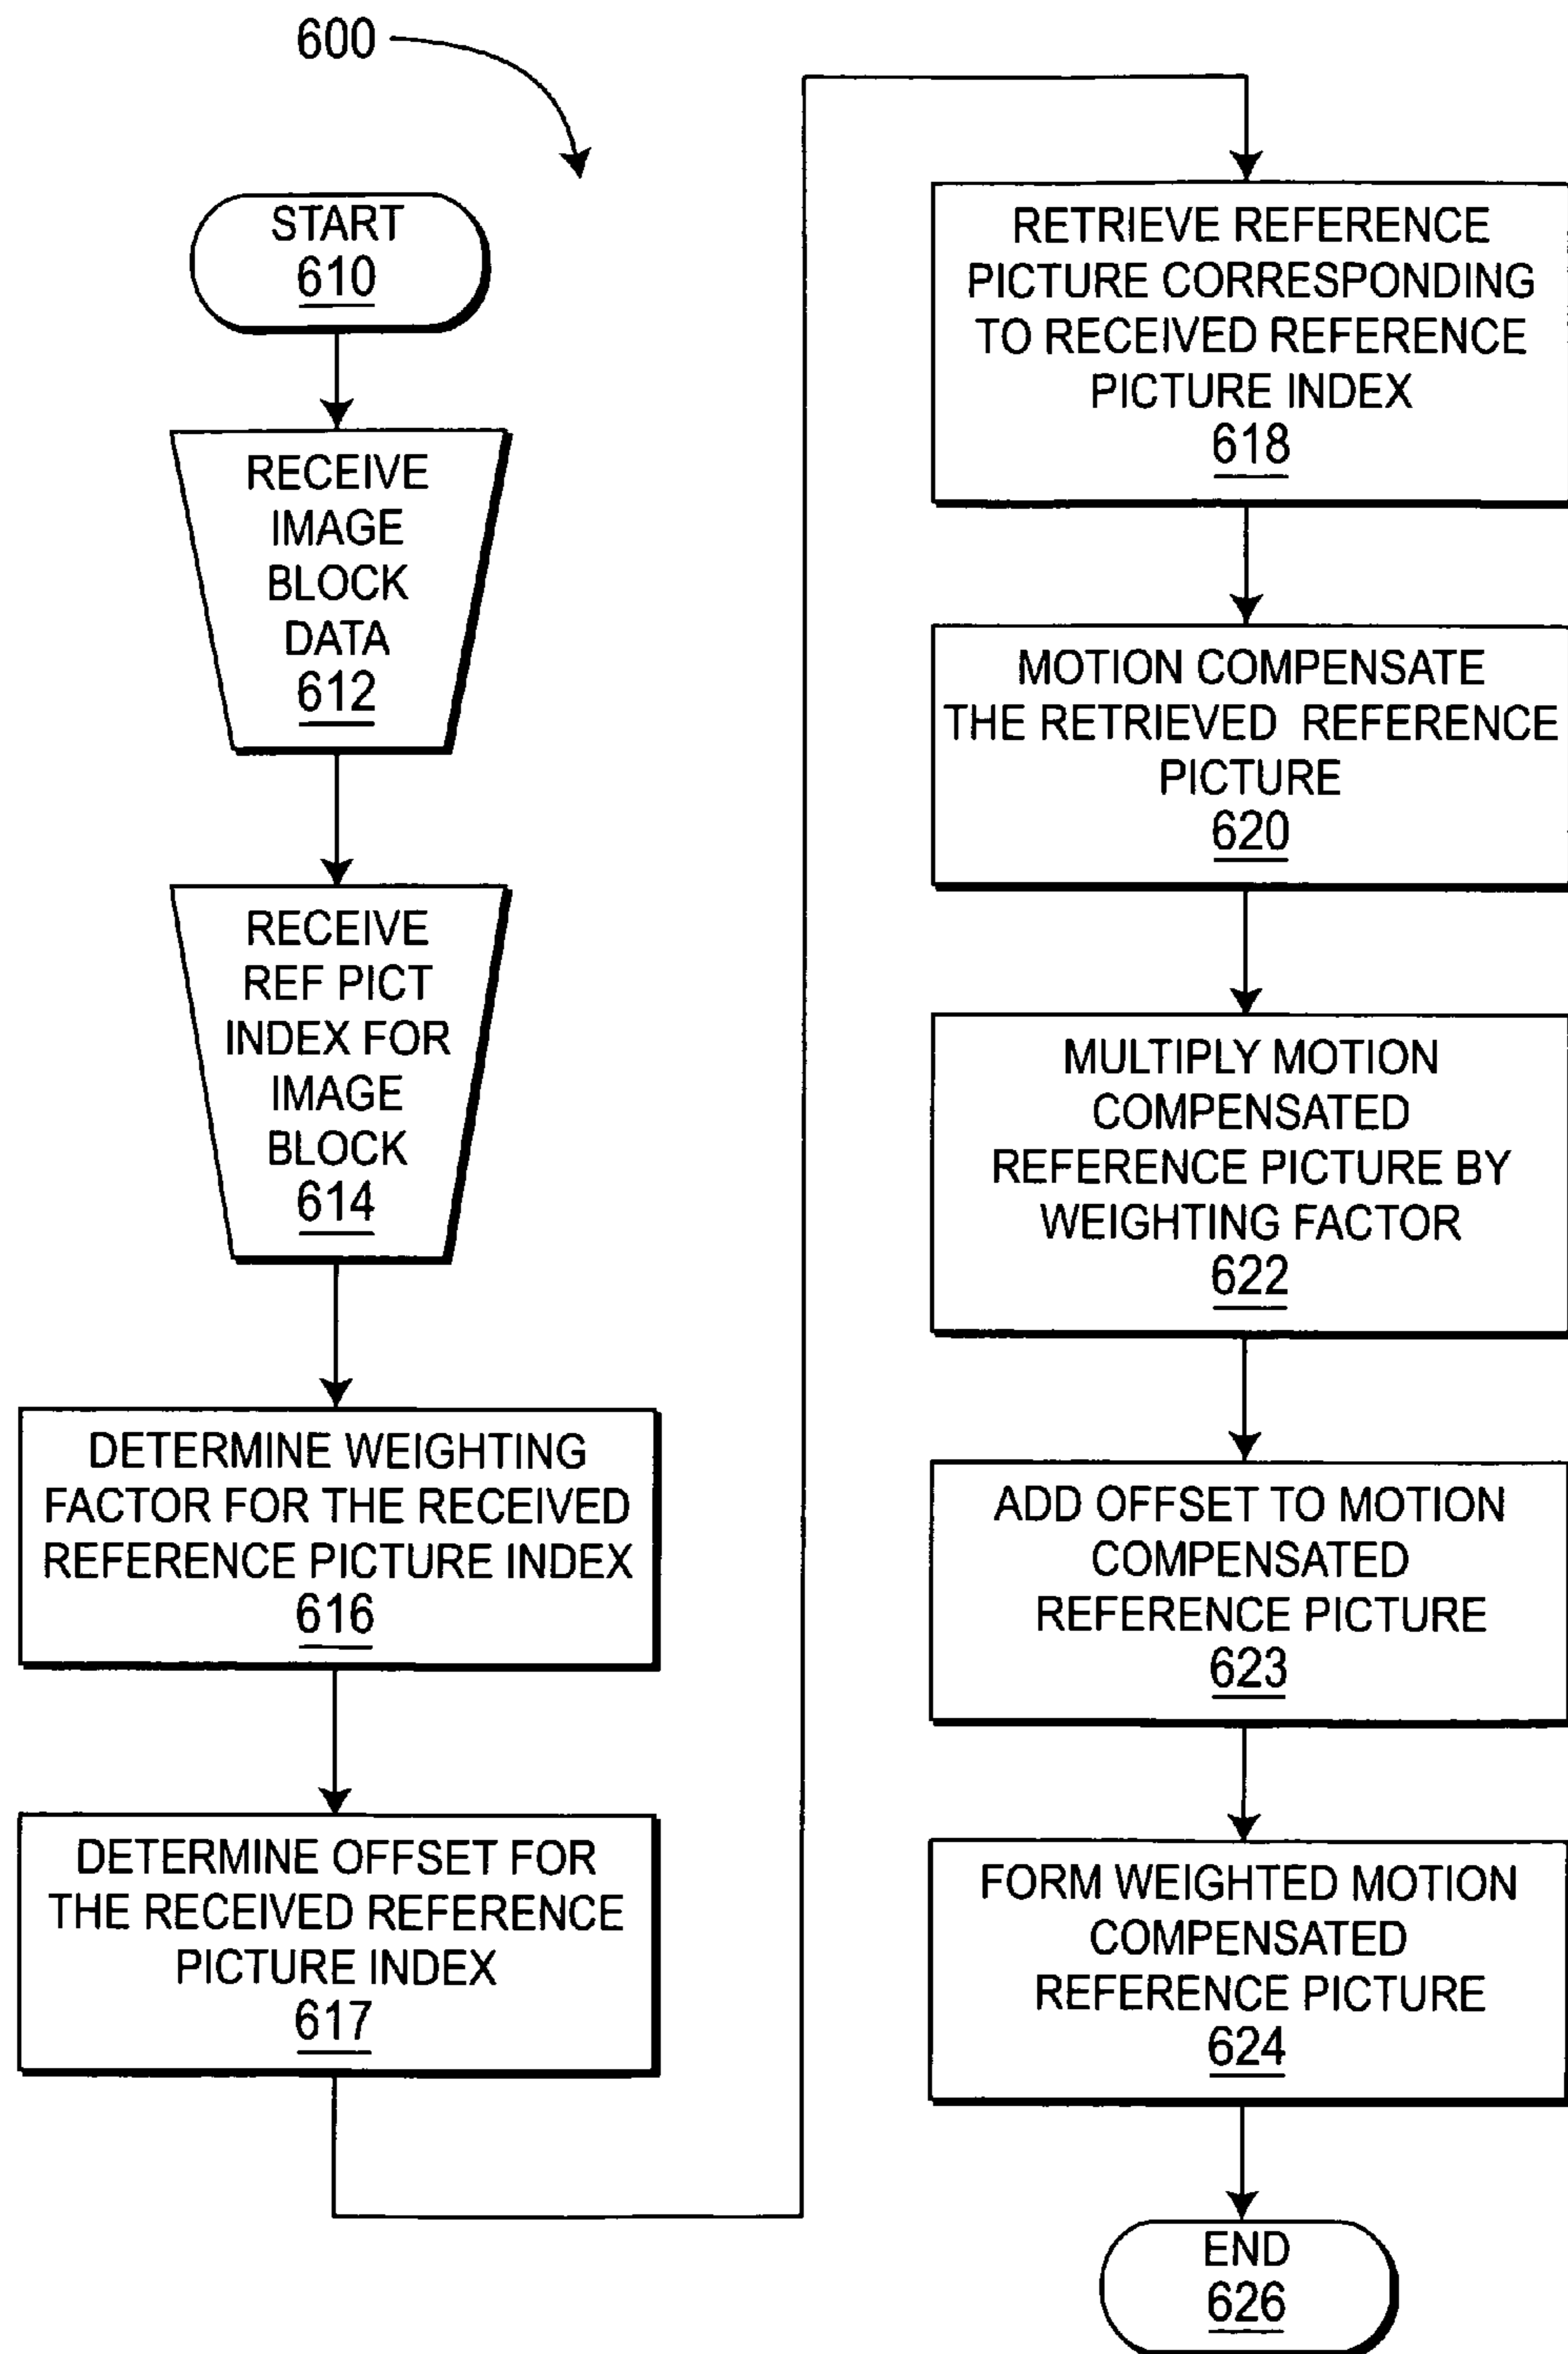 600
START
610
RECEIVE
IMAGE
BLOCK
DATA
612
RECEIVE
REF PICT
INDEX FOR
IMAGE
BLOCK
614
DETERMINE WEIGHTING
FACTOR FOR THE RECEIVED
REFERENCE PICTURE INDEX
616
DETERMINE OFFSET FOR
THE RECEIVED REFERENCE
PICTURE INDEX
617
RETRIEVE REFERENCE
PICTURE CORRESPONDING
TO RECEIVED REFERENCE
PICTURE INDEX
618
MOTION COMPENSATE
THE RETRIEVED REFERENCE
PICTURE
620
MULTIPLY MOTION
COMPENSATED
REFERENCE PICTURE BY
WEIGHTING FACTOR
622
ADD OFFSET TO MOTION
COMPENSATED
REFERENCE PICTURE
623
FORM WEIGHTED MOTION
COMPENSATED
REFERENCE PICTURE
624
END
626